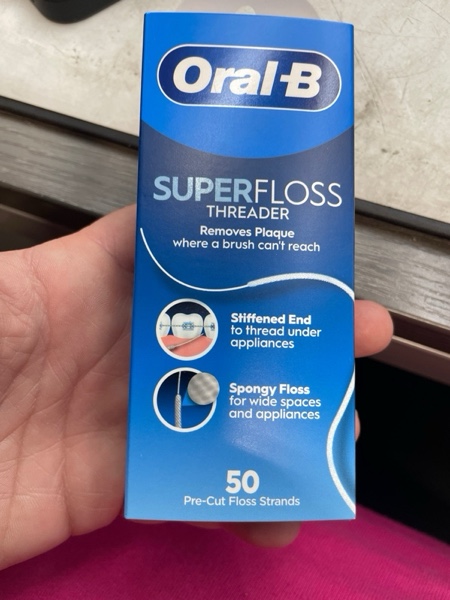 Oral-B
SUPERFLOSS
THREADER
Removes Plaque
where a brush can't reach
Stiffened End
to thread under
appliances
Spongy Floss
for wide spaces
and appliances
50
Pre-Cut Floss Strands